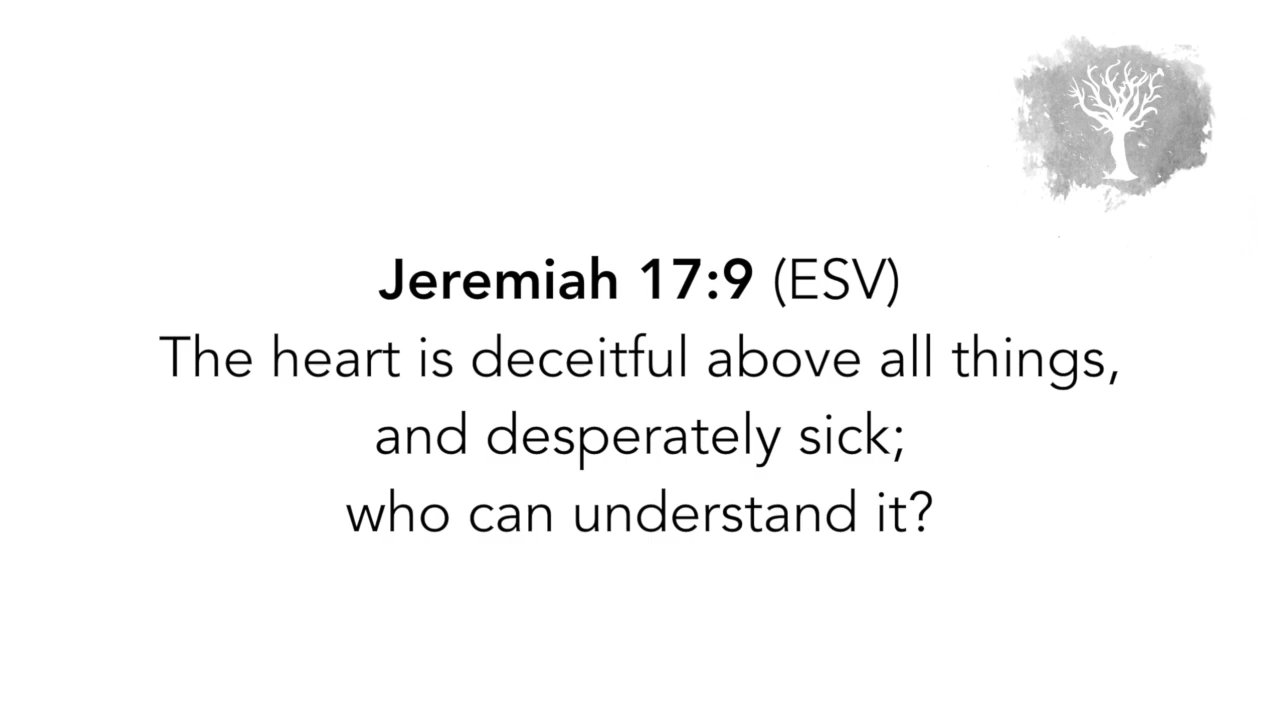 Jeremiah 17:9 (ESV)
The heart is deceitful above all things,
and desperately sick;
who can understand it?